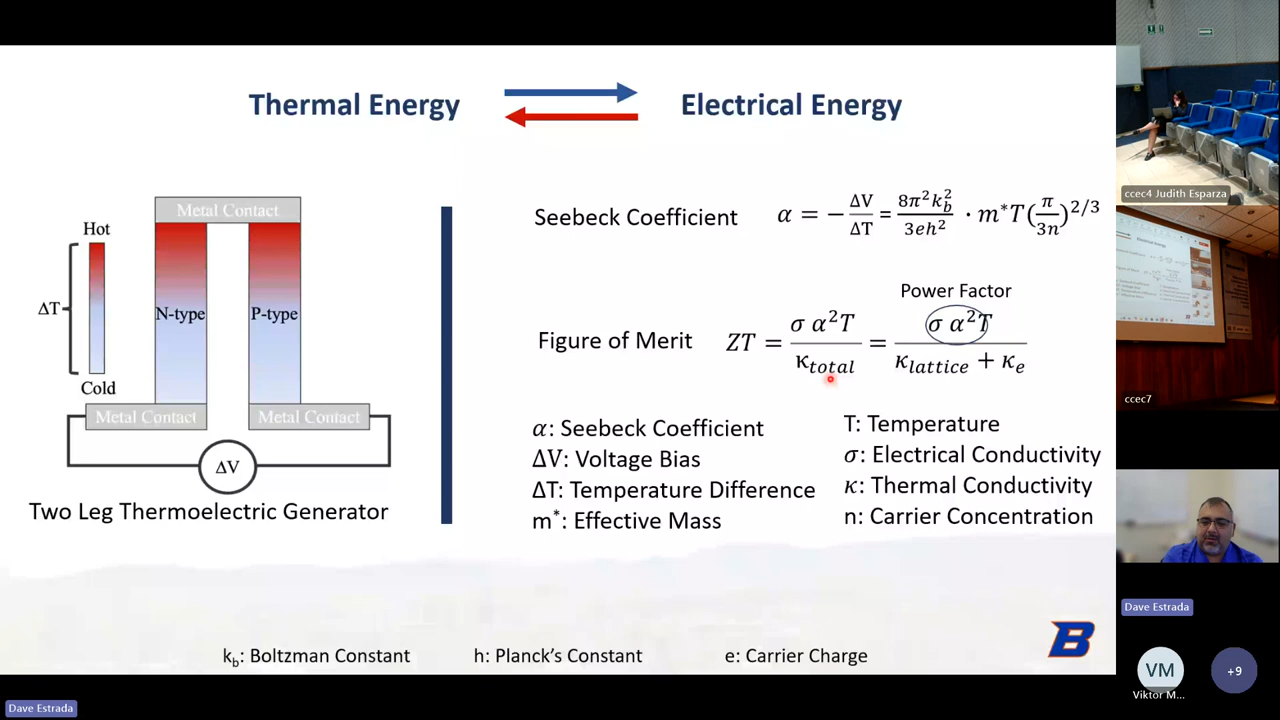 Thermal Energy
Electrical Energy
Metal Contact
Hot
ΔT
N-type
P-type
Cold
Metal Contact
Metal Contact
ΔV
Two Leg Thermoelectric Generator
Seebeck Coefficient α = − ΔV/ΔT = 8π²k_b²/3eh² · m*T(π/3n)^2/3
Power Factor
Figure of Merit ZT = σ α²T/κ_total = σ α²T/κ_lattice + κ_e
α: Seebeck Coefficient
ΔV: Voltage Bias
ΔT: Temperature Difference
m*: Effective Mass
T: Temperature
σ: Electrical Conductivity
κ: Thermal Conductivity
n: Carrier Concentration
k_b: Boltzman Constant
h: Planck’s Constant
e: Carrier Charge
B
Dave Estrada
ccec4 Judith Esparza
ccec7
Dave Estrada
VM
Viktor M...
+9